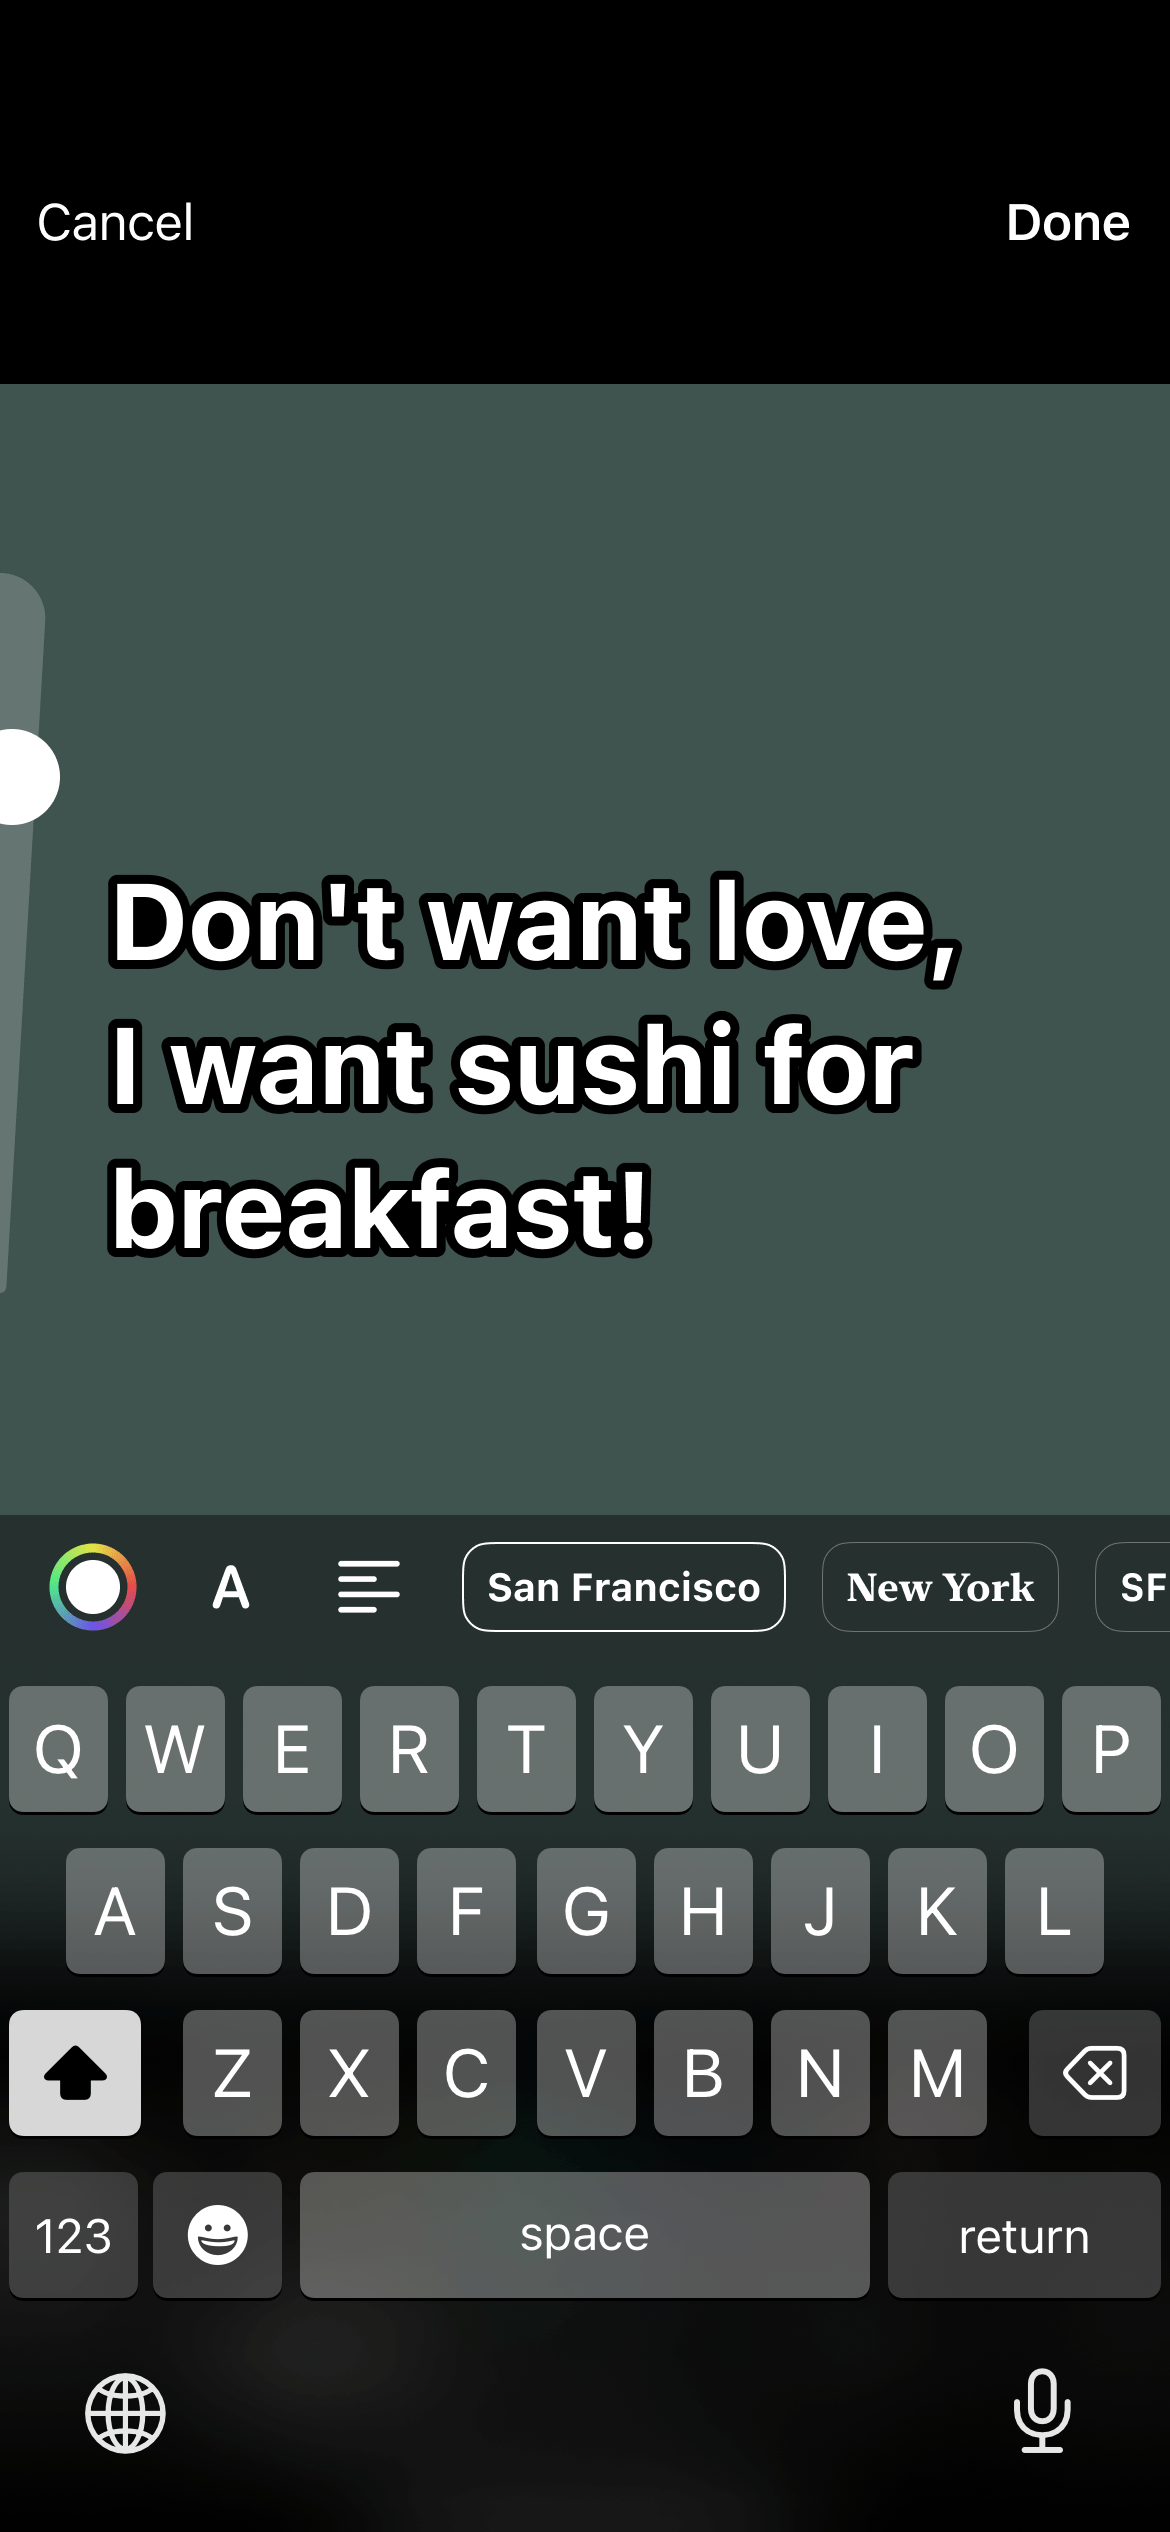 Cancel Done
Don't want love,
I want sushi for
breakfast!
A San Francisco New York SF
Q W E R T Y U I O P
A S D F G H J K L
Z X C V B N M
123 space return